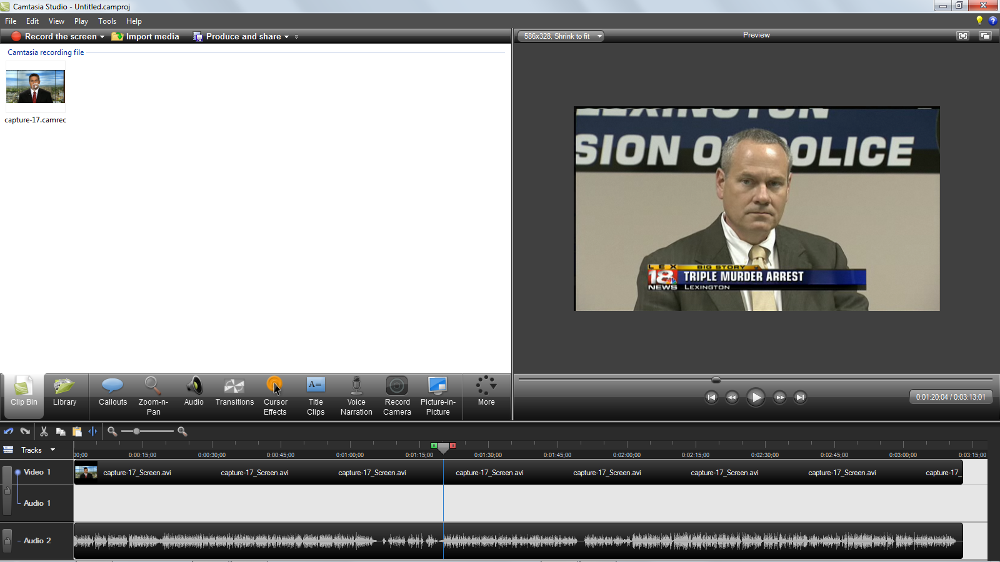 Camtasia Studio - Untitled.camproj
File Edit View Play Tools Help
Record the screen Import media Produce and share
586x328, Shrink to fit
Preview
Camtasia recording file
capture-17.camrec
LEXINGTON
SION OF POLICE
LEX BIG STORY
18 TRIPLE MURDER ARREST
NEWS LEXINGTON
Clip Bin
Library
Callouts
Zoom-n-
Pan
Audio
Transitions
Cursor
Effects
Title
Clips
Voice
Narration
Record
Camera
Picture-in-
Picture
More
0:01:20;04 / 0:03:13;01
Tracks
00;00 0:00:15;00 0:00:30;00 0:00:45;00 0:01:00;00 0:01:15;00 0:01:30;00 0:01:45;00 0:02:00;00 0:02:15;00 0:02:30;00 0:02:45;00 0:03:00;00 0:03:15;00
Video 1 capture-17_Screen.avi capture-17_Screen.avi capture-17_Screen.avi capture-17_Screen.avi capture-17_Screen.avi capture-17_Screen.avi capture-17_Screen.avi capture-17_
Audio 1
Audio 2